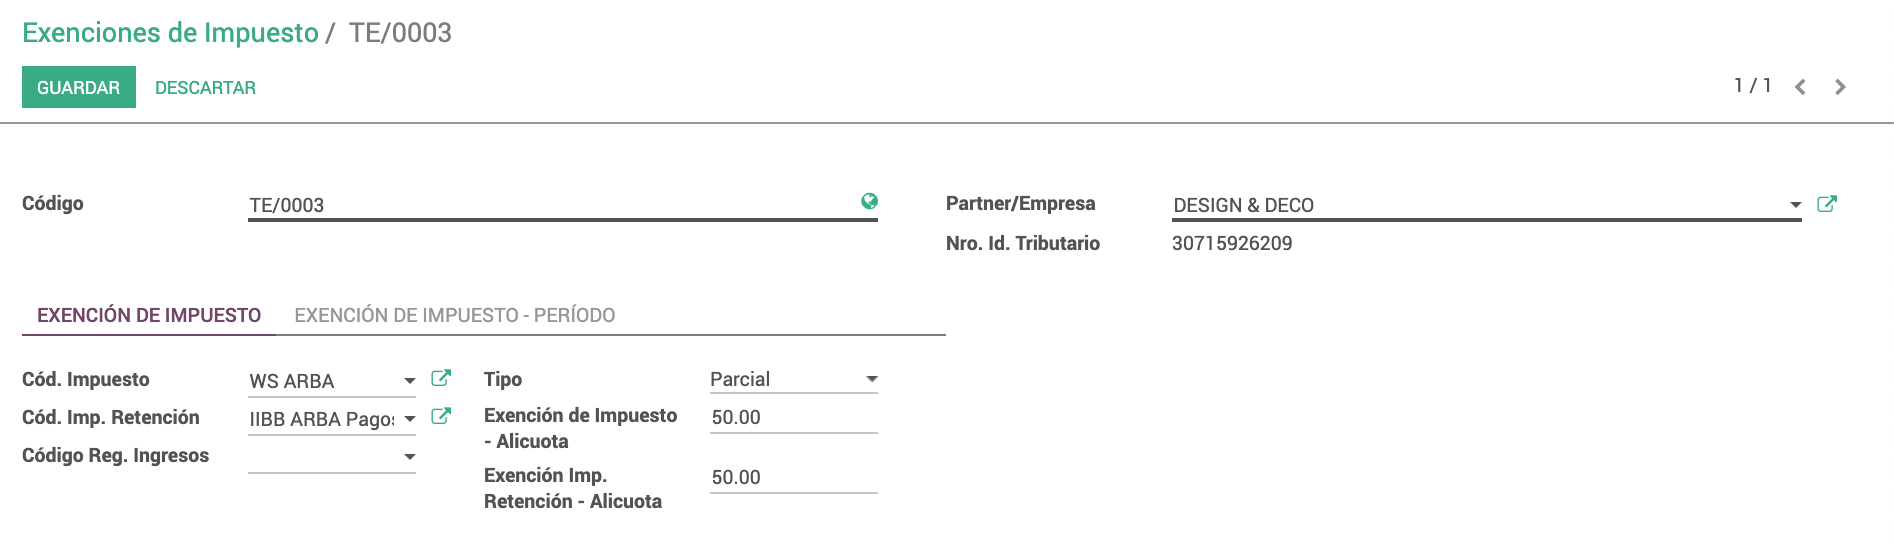 Exenciones de Impuesto / TE/0003
GUARDAR DESCARTAR
1 / 1
Código TE/0003
Partner/Empresa DESIGN & DECO
Nro. Id. Tributario 30715926209
EXENCIÓN DE IMPUESTO EXENCIÓN DE IMPUESTO - PERÍODO
Cód. Impuesto WS ARBA
Cód. Imp. Retención IIBB ARBA Pagos
Código Reg. Ingresos
Tipo Parcial
Exención de Impuesto 50.00
- Alicuota
Exención Imp. 50.00
Retención - Alicuota